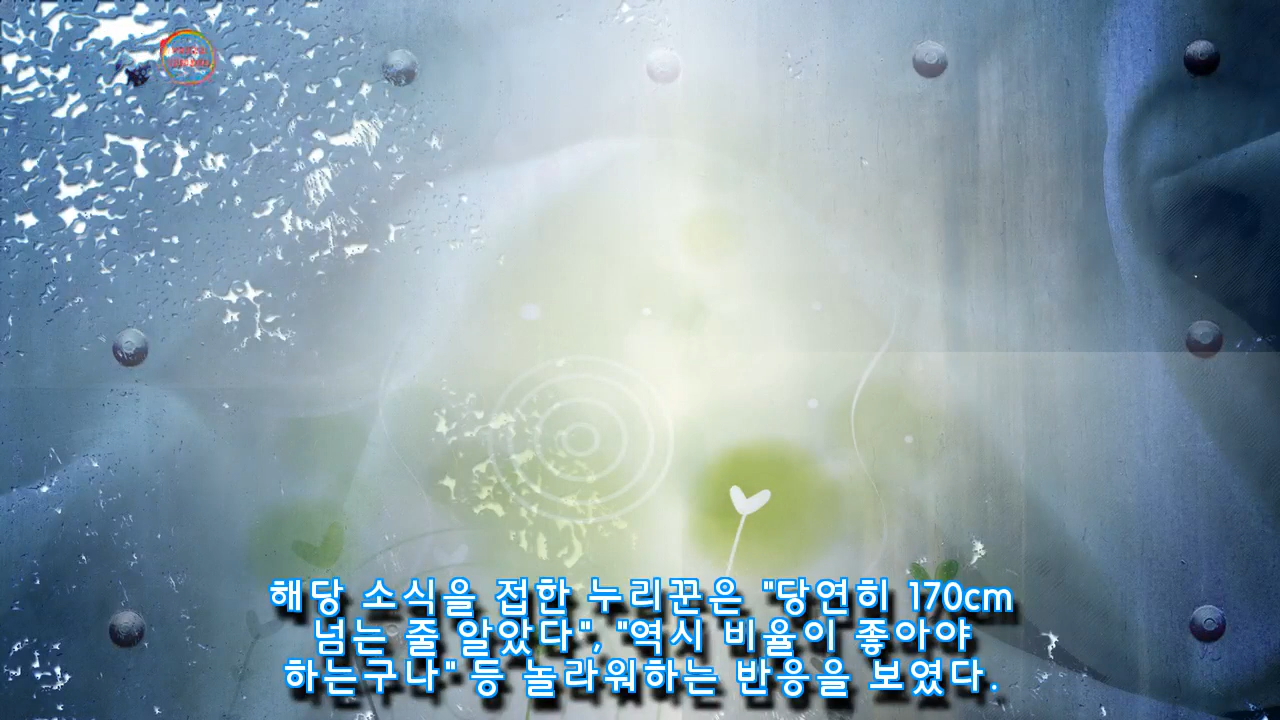 해당 소식을 접한 누리꾼은 "당연히 170cm
넘는 줄 알았다", "역시 비율이 좋아야
하는구나" 등 놀라워하는 반응을 보였다.